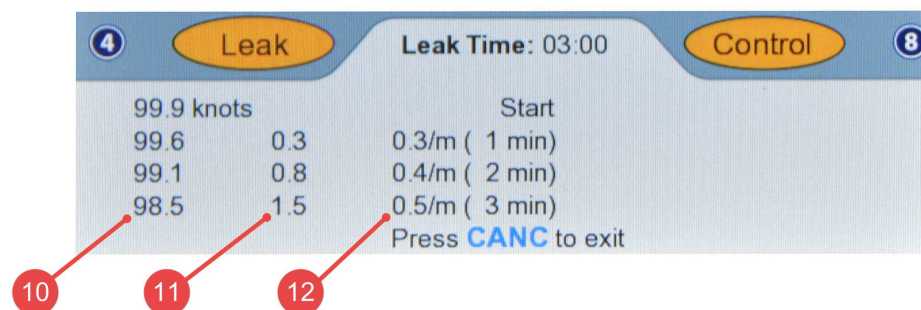 4 Leak Leak Time: 03:00 Control 8
99.9 knots Start
99.6 0.3 0.3/m ( 1 min)
99.1 0.8 0.4/m ( 2 min)
98.5 1.5 0.5/m ( 3 min)
Press CANC to exit
10 11 12